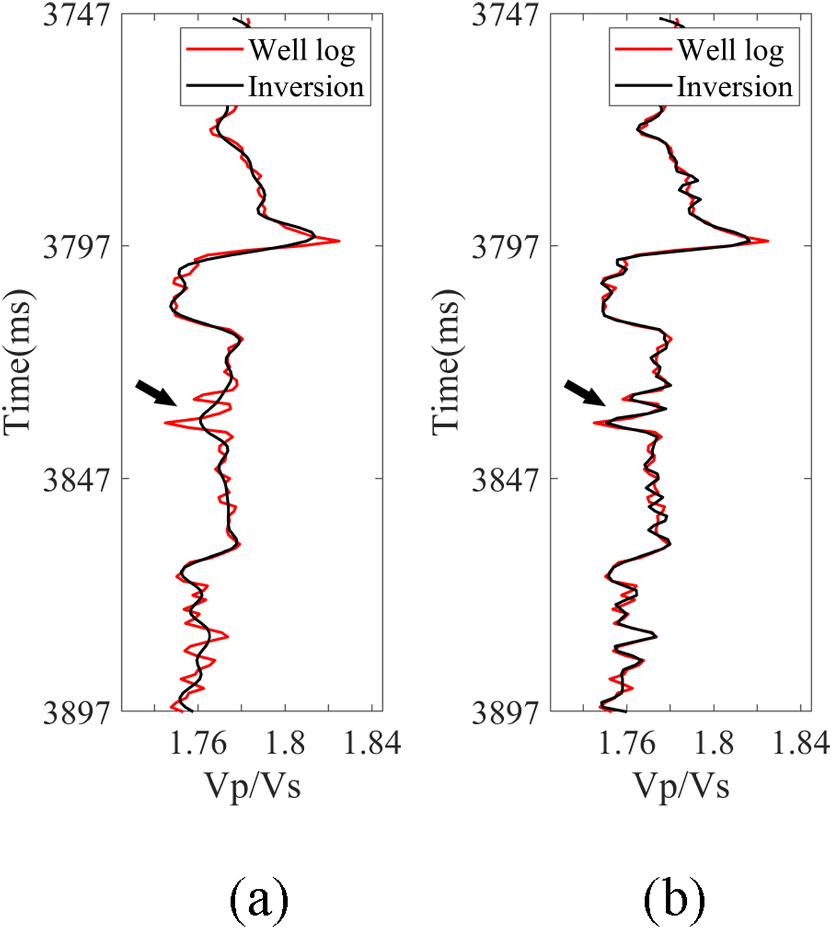 3747
Well log
Inversion
3797
Time(ms)
3847
3897
1.76 1.8 1.84
Vp/Vs
(a)
3747
Well log
Inversion
3797
Time(ms)
3847
3897
1.76 1.8 1.84
Vp/Vs
(b)